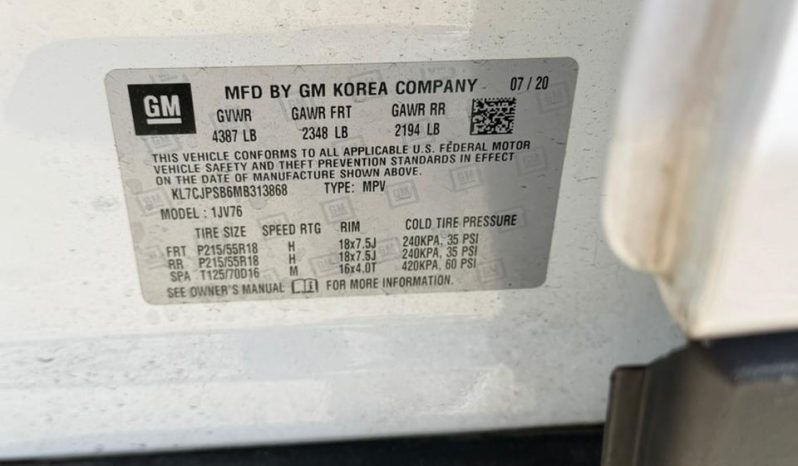 GM
MFD BY GM KOREA COMPANY 07/20
GVWR GAWR FRT GAWR RR
4387 LB 2348 LB 2194 LB
THIS VEHICLE CONFORMS TO ALL APPLICABLE U.S. FEDERAL MOTOR
VEHICLE SAFETY AND THEFT PREVENTION STANDARDS IN EFFECT
ON THE DATE OF MANUFACTURE SHOWN ABOVE.
KL7CJPSB6MB313868 TYPE: MPV
MODEL: 1JV76
TIRE SIZE SPEED RTG RIM COLD TIRE PRESSURE
FRT P215/55R18 H 18x7.5J 240KPA, 35 PSI
RR P215/55R18 H 18x7.5J 240KPA, 35 PSI
SPA T125/70D16 M 16x4.0T 420KPA, 60 PSI
SEE OWNER'S MANUAL FOR MORE INFORMATION.